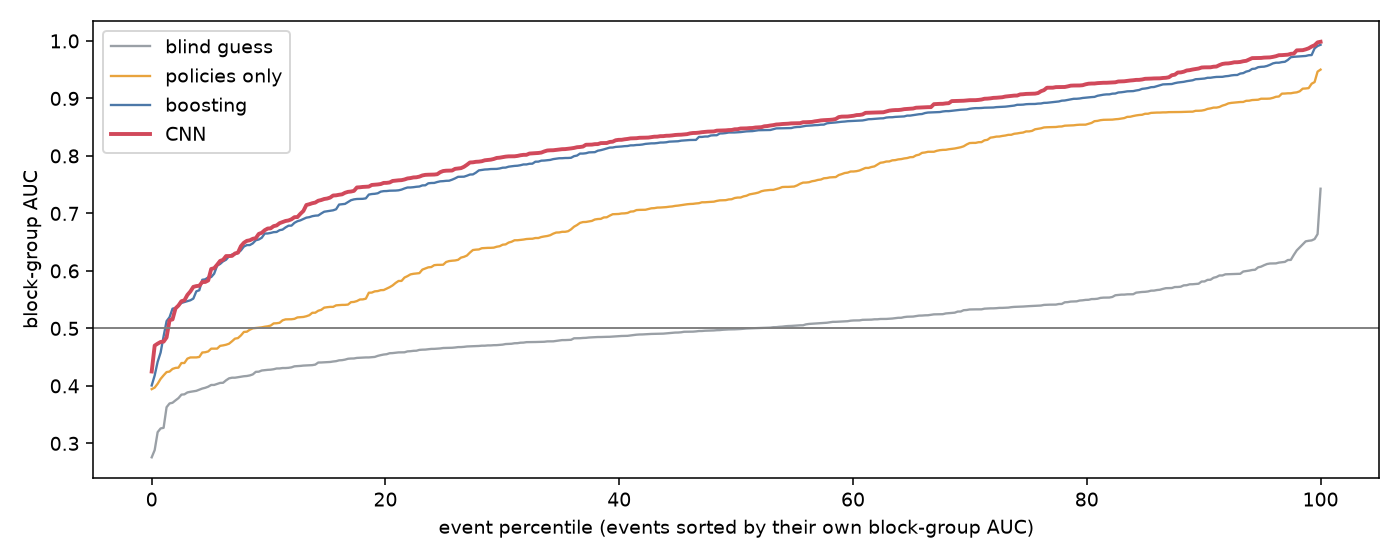 blind guess
policies only
boosting
CNN
1.0
0.9
0.8
0.7
0.6
0.5
0.4
0.3
block-group AUC
0 20 40 60 80 100
event percentile (events sorted by their own block-group AUC)